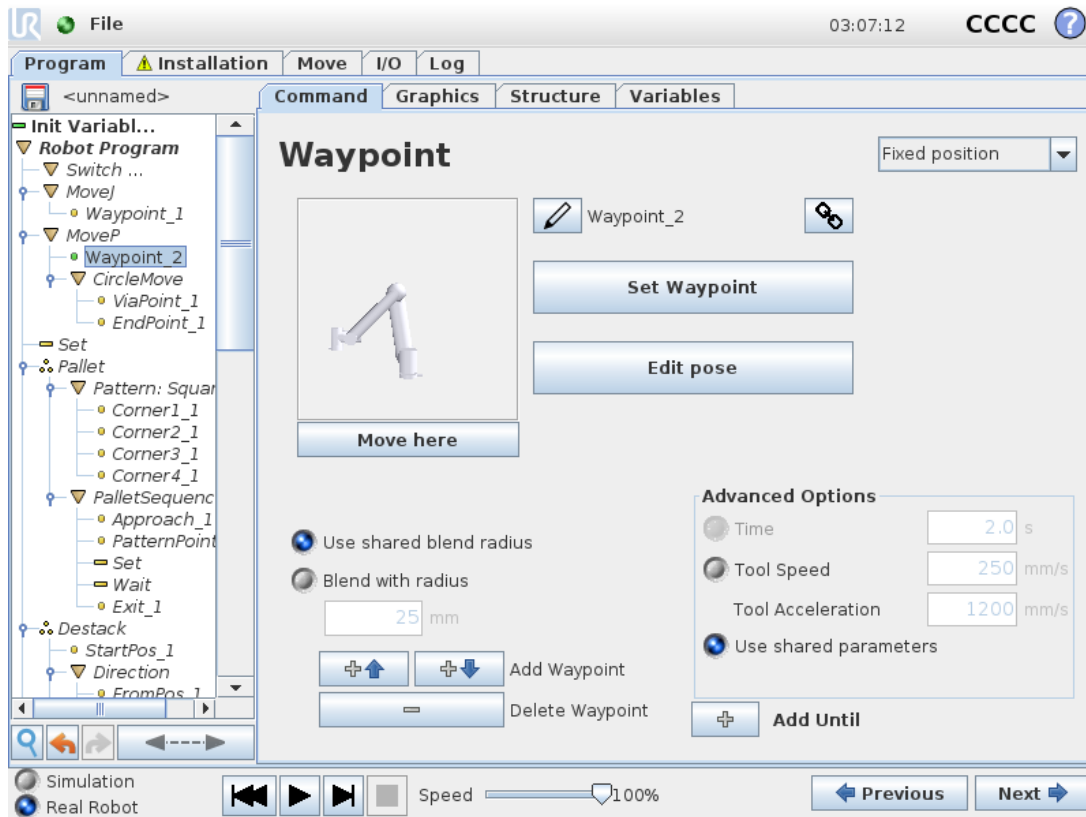 UR File 03:07:12 CCCC ?
Program Installation Move I/O Log
<unnamed>
Command Graphics Structure Variables
Init Variabl...
Robot Program
Switch ...
MoveJ
Waypoint_1
MoveP
Waypoint_2
CircleMove
ViaPoint_1
EndPoint_1
Set
Pallet
Pattern: Squar
Corner1_1
Corner2_1
Corner3_1
Corner4_1
PalletSequenc
Approach_1
PatternPoint
Set
Wait
Exit_1
Destack
StartPos_1
Direction
FromPos_1
Waypoint
Fixed position
Waypoint_2
Set Waypoint
Edit pose
Move here
Use shared blend radius
Blend with radius
25 mm
Add Waypoint
Delete Waypoint
Advanced Options
Time 2.0 s
Tool Speed 250 mm/s
Tool Acceleration 1200 mm/s
Use shared parameters
Add Until
Simulation
Real Robot
Speed 100%
Previous Next